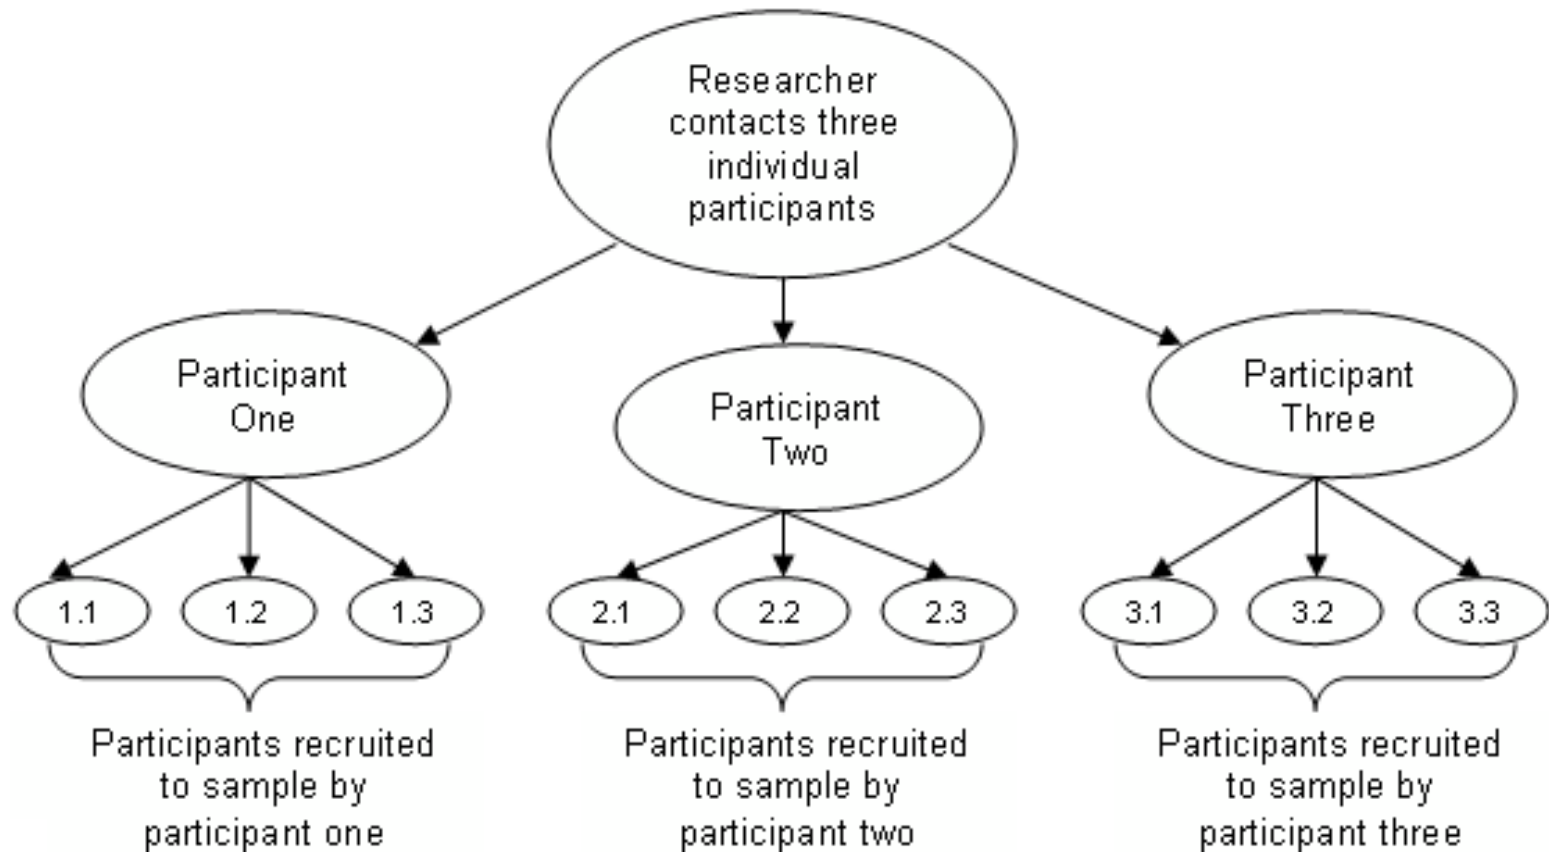 Researcher
contacts three
individual
participants
Participant
One
Participant
Two
Participant
Three
1.1
1.2
1.3
2.1
2.2
2.3
3.1
3.2
3.3
Participants recruited
to sample by
participant one
Participants recruited
to sample by
participant two
Participants recruited
to sample by
participant three